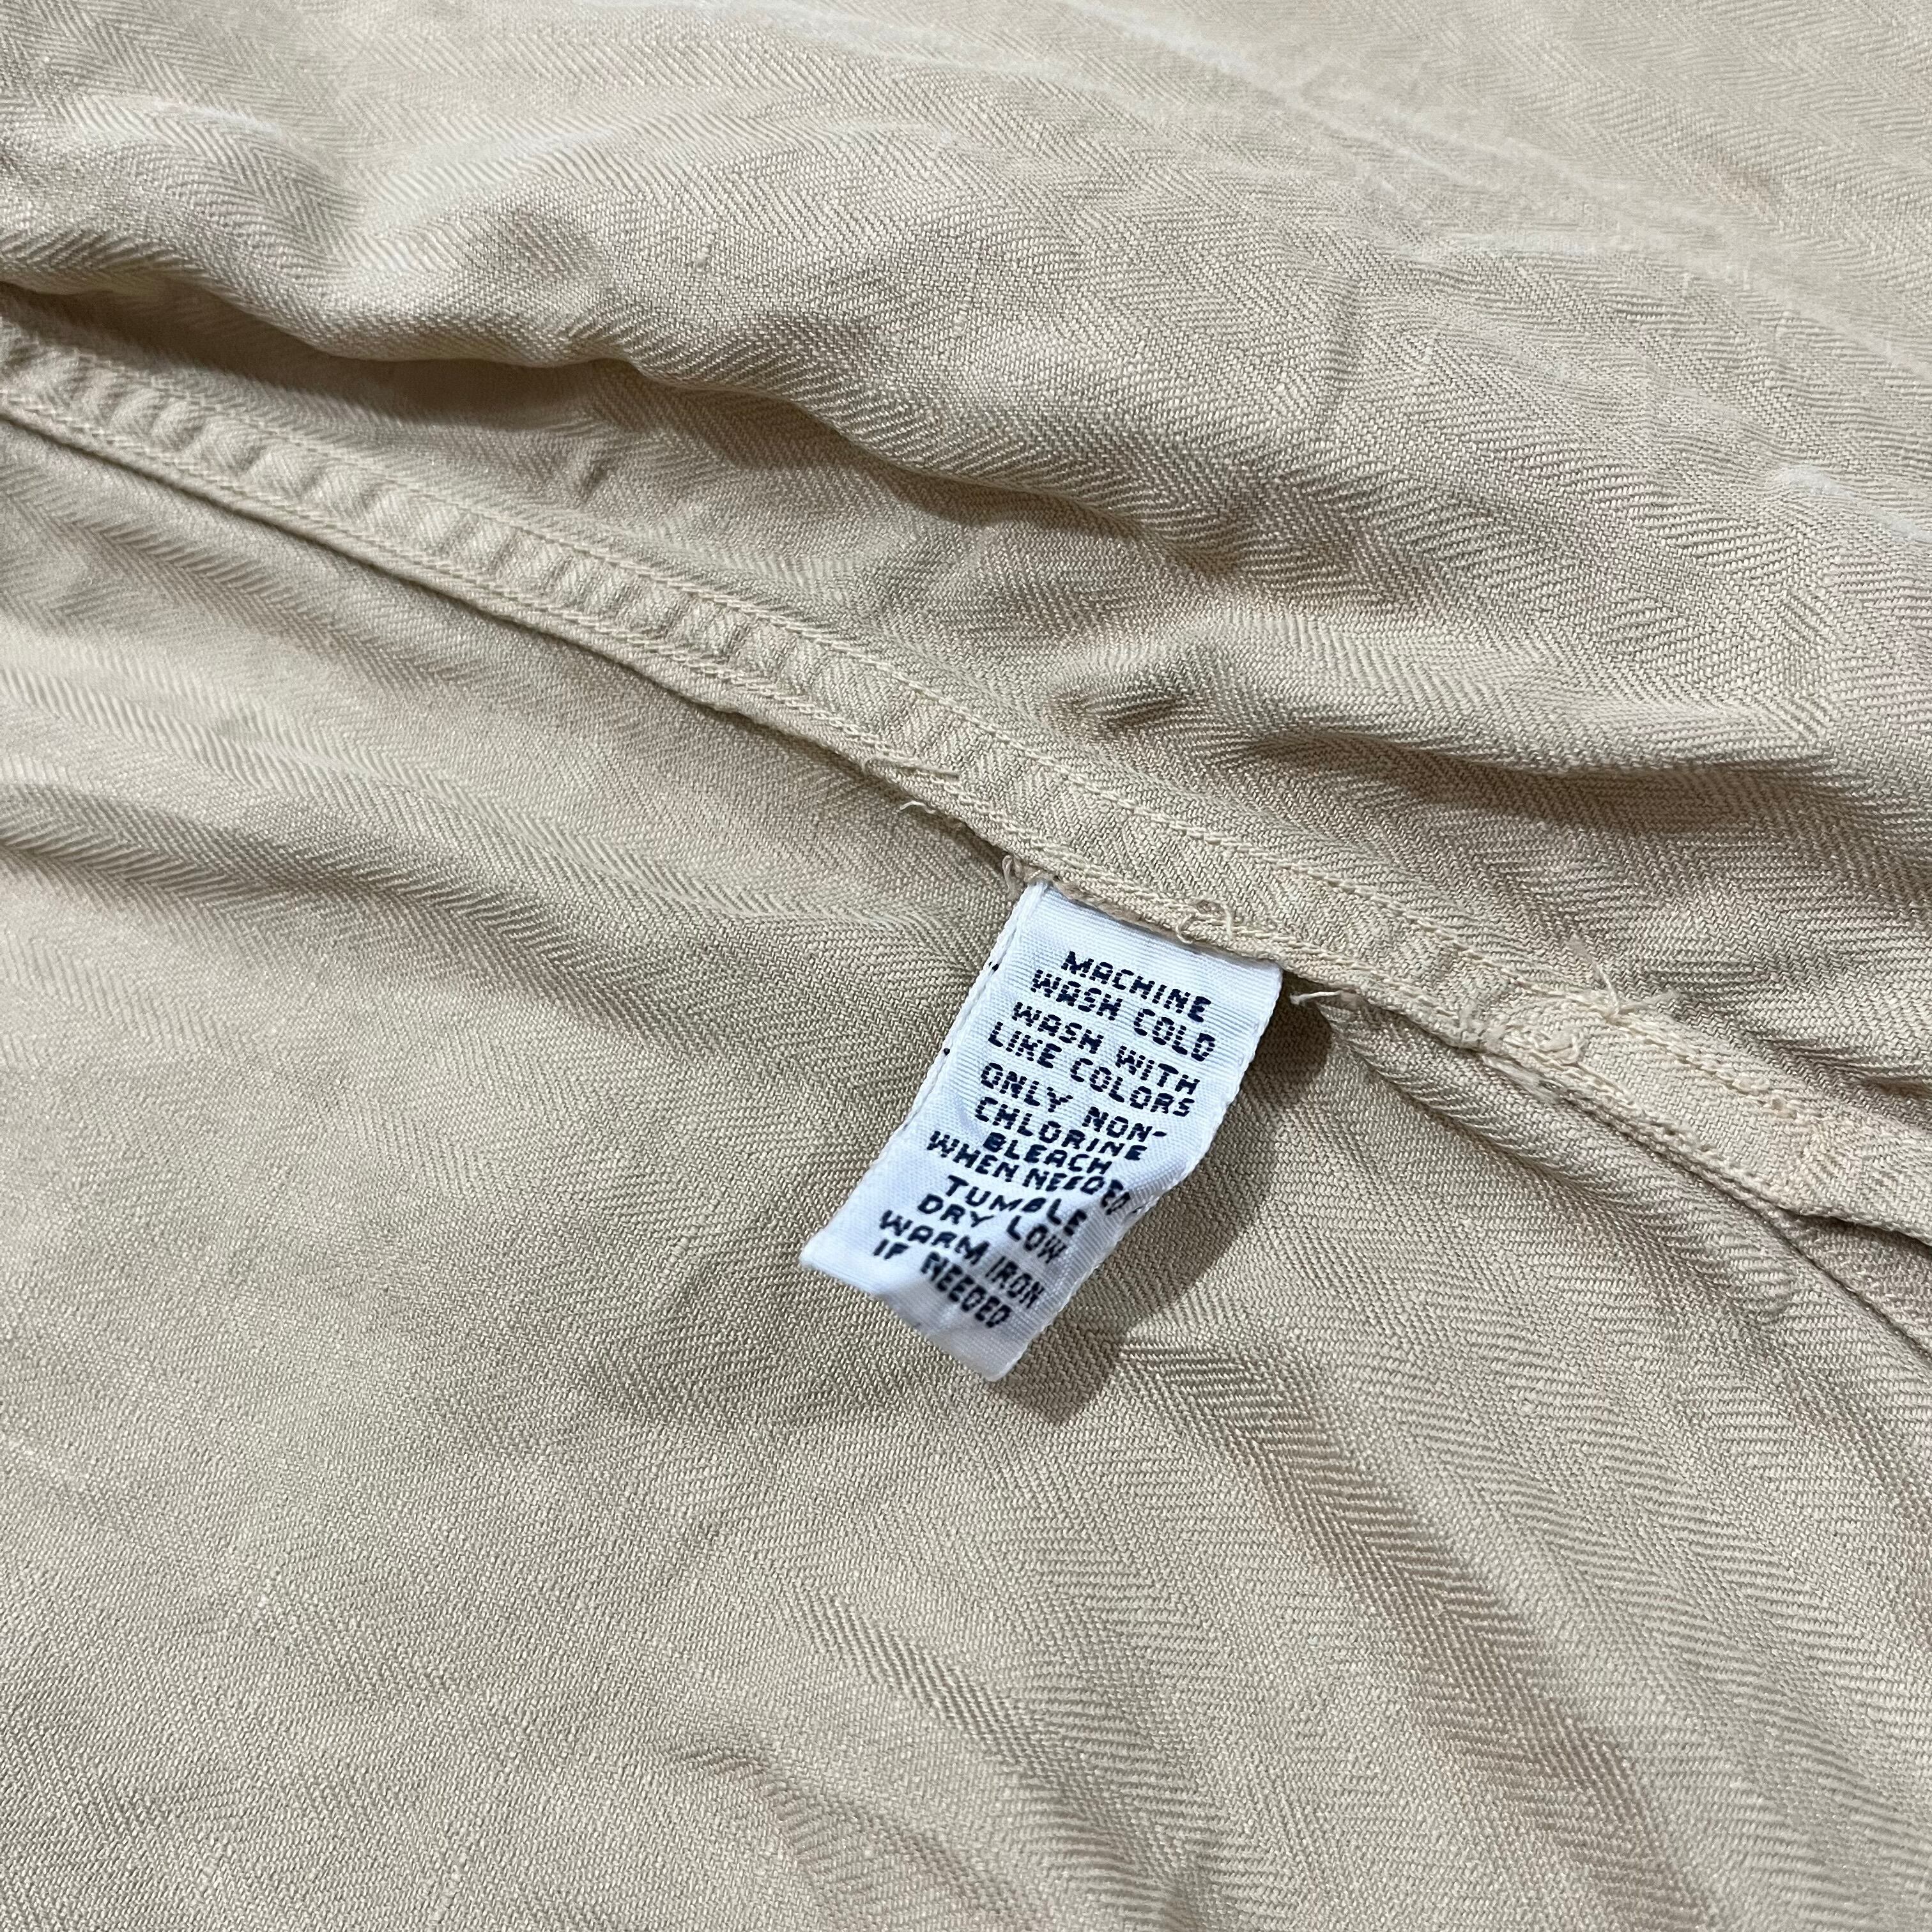 MACHINE
WASH COLD
WASH WITH
LIKE COLORS
ONLY NON-
CHLORINE
BLEACH
WHEN NEEDED
TUMBLE
DRY LOW
WARM IRON
IF NEEDED